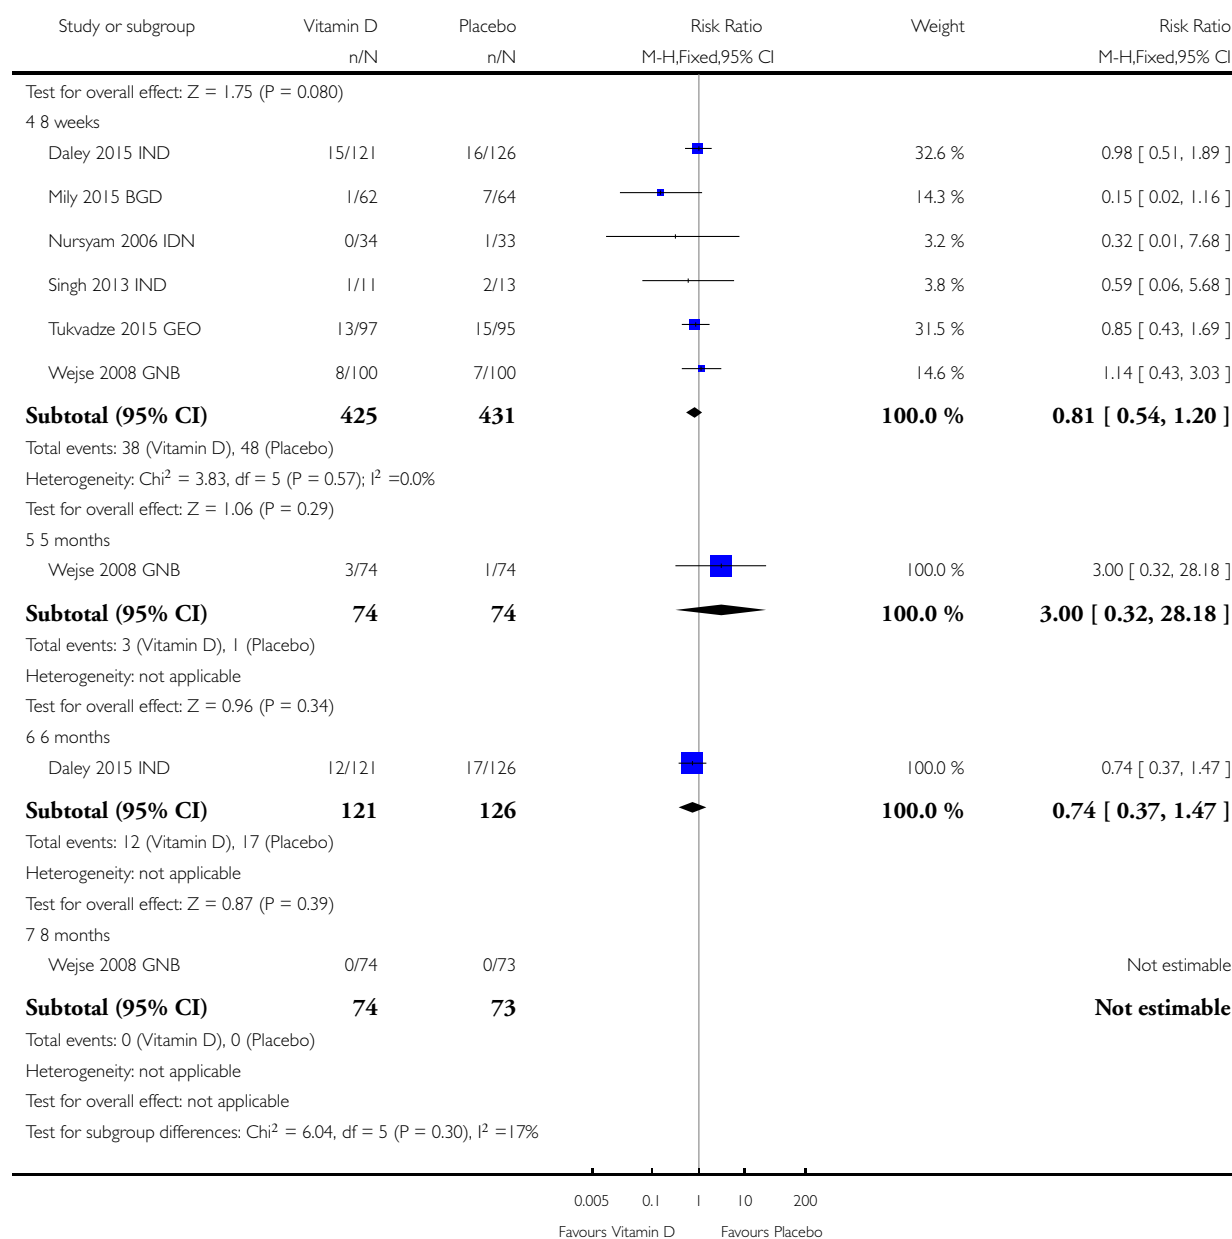 Study or subgroup Vitamin D Placebo Risk Ratio Weight Risk Ratio
n/N n/N M-H,Fixed,95% CI M-H,Fixed,95% CI
Test for overall effect: Z = 1.75 (P = 0.080)
4 8 weeks
Daley 2015 IND 15/121 16/126 32.6 % 0.98 [ 0.51, 1.89 ]
Mily 2015 BGD 1/62 7/64 14.3 % 0.15 [ 0.02, 1.16 ]
Nursyam 2006 IDN 0/34 1/33 3.2 % 0.32 [ 0.01, 7.68 ]
Singh 2013 IND 1/11 2/13 3.8 % 0.59 [ 0.06, 5.68 ]
Tukvadze 2015 GEO 13/97 15/95 31.5 % 0.85 [ 0.43, 1.69 ]
Wejse 2008 GNB 8/100 7/100 14.6 % 1.14 [ 0.43, 3.03 ]
Subtotal (95% CI) 425 431 100.0 % 0.81 [ 0.54, 1.20 ]
Total events: 38 (Vitamin D), 48 (Placebo)
Heterogeneity: Chi² = 3.83, df = 5 (P = 0.57); I² =0.0%
Test for overall effect: Z = 1.06 (P = 0.29)
5 5 months
Wejse 2008 GNB 3/74 1/74 100.0 % 3.00 [ 0.32, 28.18 ]
Subtotal (95% CI) 74 74 100.0 % 3.00 [ 0.32, 28.18 ]
Total events: 3 (Vitamin D), 1 (Placebo)
Heterogeneity: not applicable
Test for overall effect: Z = 0.96 (P = 0.34)
6 6 months
Daley 2015 IND 12/121 17/126 100.0 % 0.74 [ 0.37, 1.47 ]
Subtotal (95% CI) 121 126 100.0 % 0.74 [ 0.37, 1.47 ]
Total events: 12 (Vitamin D), 17 (Placebo)
Heterogeneity: not applicable
Test for overall effect: Z = 0.87 (P = 0.39)
7 8 months
Wejse 2008 GNB 0/74 0/73 Not estimable
Subtotal (95% CI) 74 73 Not estimable
Total events: 0 (Vitamin D), 0 (Placebo)
Heterogeneity: not applicable
Test for overall effect: not applicable
Test for subgroup differences: Chi² = 6.04, df = 5 (P = 0.30), I² =17%
0.005 0.1 1 10 200
Favours Vitamin D Favours Placebo